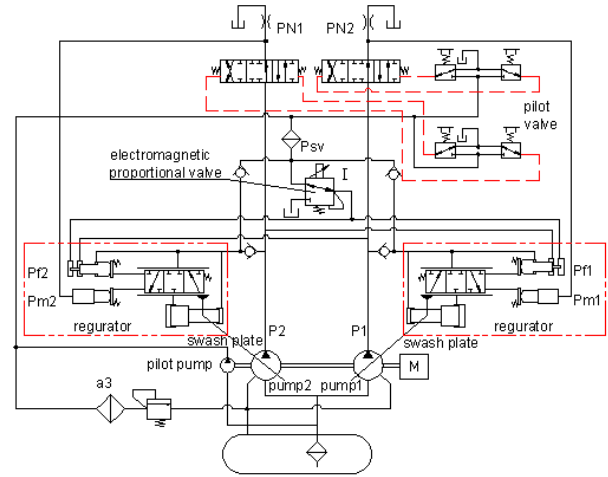 PN1
PN2
pilot
valve
Psv
electromagnetic
proportional valve
I
Pf2
Pf1
Pm2
Pm1
regurator
regurator
P2
P1
swash plate
swash plate
pilot pump
M
a3
pump2
pump1